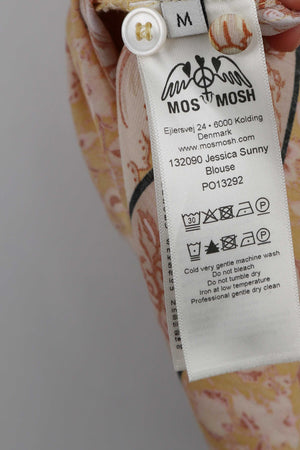 M
MOS MOSH
Ejlersvej 24 • 6000 Kolding
Denmark
www.mosmosh.com
132090 Jessica Sunny
Blouse
PO13292
30
Cold very gentle machine wash
Do not bleach
Do not tumble dry
Iron at low temperature
Professional gentle dry clean